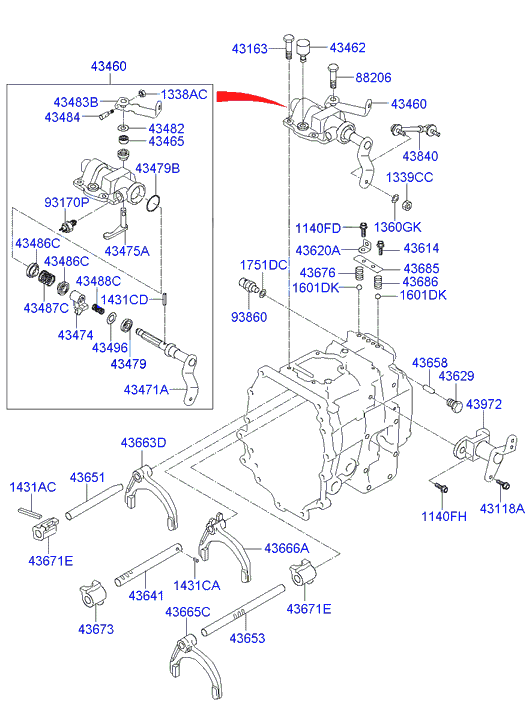 43163
43462
43460
88206
43483B
1338AC
43460
43484
43482
43465
43840
43479B
1339CC
93170P
1140FD
1360GK
43475A
43620A
43614
43486C
43486C
1751DC
43685
43676
43488C
43686
1431CD
1601DK
1601DK
43487C
43474
93860
43496
43479
43658
43629
43471A
43972
43663D
43651
1431AC
43118A
1140FH
43671E
43666A
1431CA
43641
43665C
43671E
43673
43653